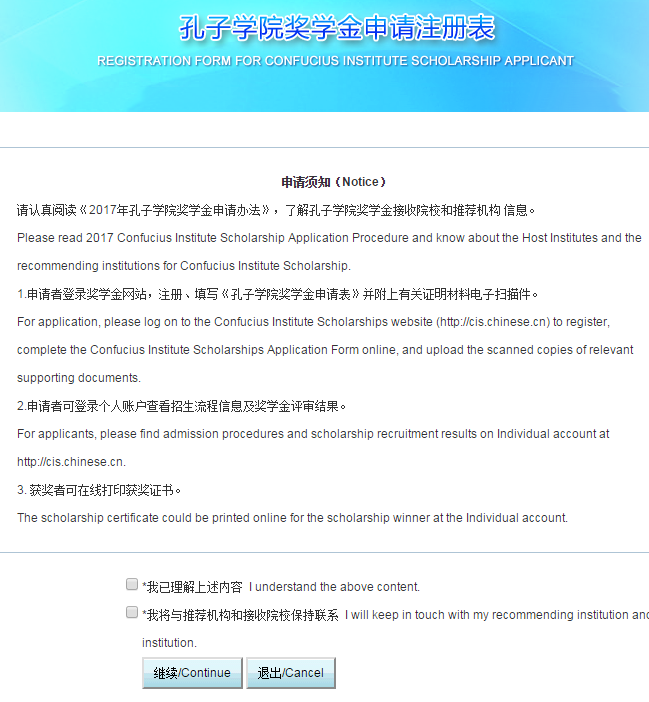 孔子学院奖学金申请注册表
REGISTRATION FORM FOR CONFUCIUS INSTITUTE SCHOLARSHIP APPLICANT
申请须知（Notice）
请认真阅读《2017年孔子学院奖学金申请办法》，了解孔子学院奖学金接收院校和推荐机构 信息。
Please read 2017 Confucius Institute Scholarship Application Procedure and know about the Host Institutes and the
recommending institutions for Confucius Institute Scholarship.
1.申请者登录奖学金网站，注册、填写《孔子学院奖学金申请表》并附上有关证明材料电子扫描件。
For application, please log on to the Confucius Institute Scholarships website (http://cis.chinese.cn) to register,
complete the Confucius Institute Scholarships Application Form online, and upload the scanned copies of relevant
supporting documents.
2.申请者可登录个人账户查看招生流程信息及奖学金评审结果。
For applicants, please find admission procedures and scholarship recruitment results on Individual account at
http://cis.chinese.cn.
3. 获奖者可在线打印获奖证书。
The scholarship certificate could be printed online for the scholarship winner at the Individual account.
*我已理解上述内容 I understand the above content.
*我将与推荐机构和接收院校保持联系 I will keep in touch with my recommending institution and
institution.
继续/Continue 退出/Cancel